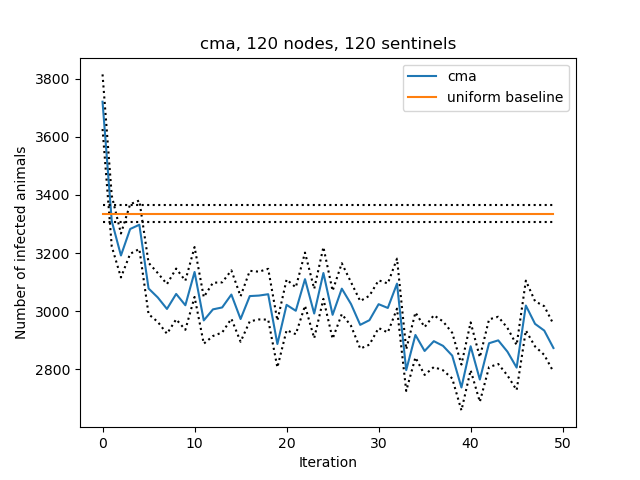 cma, 120 nodes, 120 sentinels
cma
uniform baseline
Number of infected animals
3800
3600
3400
3200
3000
2800
0 10 20 30 40 50
Iteration